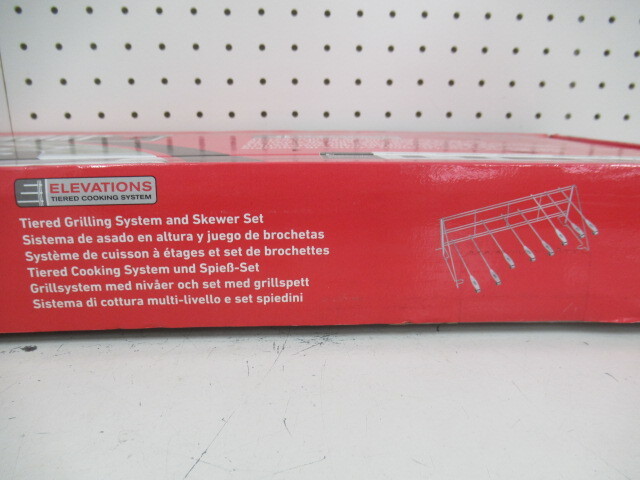 ELEVATIONS
TIERED COOKING SYSTEM
Tiered Grilling System and Skewer Set
Sistema de asado en altura y juego de brochetas
Système de cuisson à étages et set de brochettes
Tiered Cooking System und Spieß-Set
Grillsystem med nivåer och set med grillspett
Sistema di cottura multi-livello e set spiedini